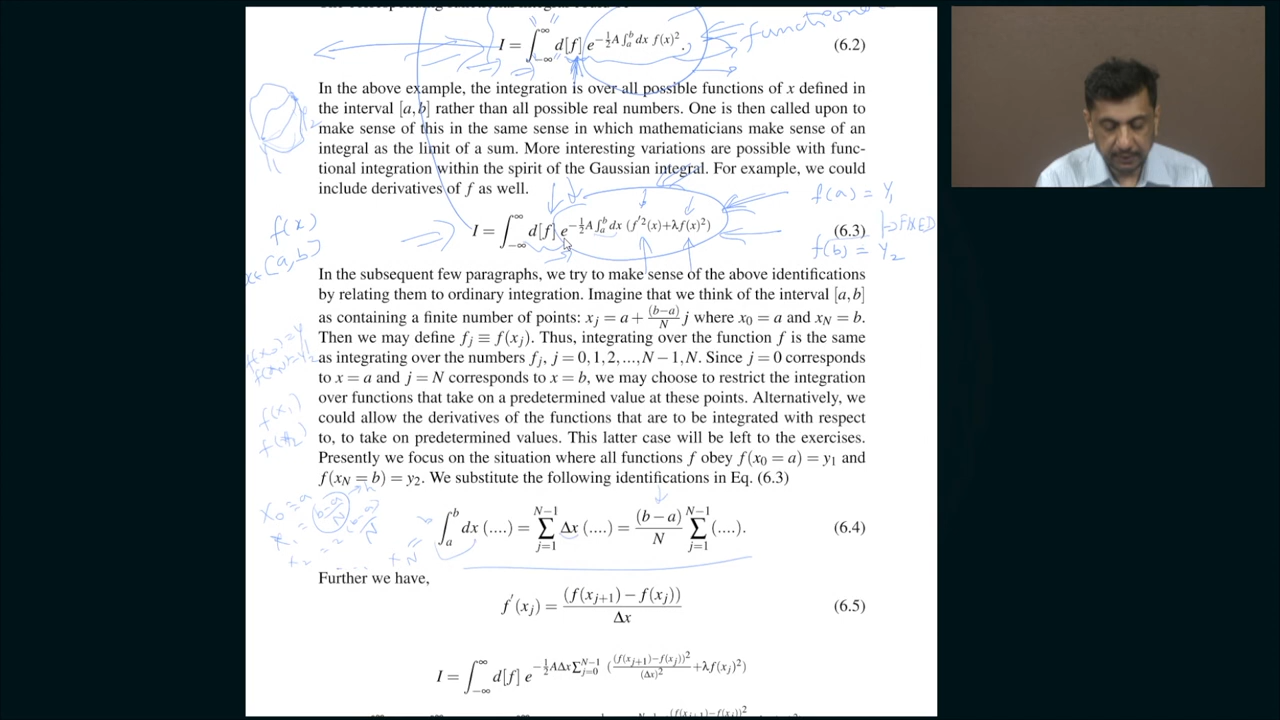 I = ∫_{−∞}^{∞} d[f] e^{−½A ∫_a^b dx f(x)²}. (6.2)
function
In the above example, the integration is over all possible functions of x defined in
the interval [a,b] rather than all possible real numbers. One is then called upon to
make sense of this in the same sense in which mathematicians make sense of an
integral as the limit of a sum. More interesting variations are possible with func-
tional integration within the spirit of the Gaussian integral. For example, we could
include derivatives of f as well.
f(a) = y₁
I = ∫_{−∞}^{∞} d[f] e^{−½A ∫_a^b dx (f′²(x)+λf(x)²)} (6.3)
FIXED
f(b) = y₂
f(x)
x∈[a,b]
In the subsequent few paragraphs, we try to make sense of the above identifications
by relating them to ordinary integration. Imagine that we think of the interval [a,b]
as containing a finite number of points: x_j = a + \frac{(b−a)}{N} j where x₀ = a and x_N = b.
Then we may define f_j ≡ f(x_j). Thus, integrating over the function f is the same
as integrating over the numbers f_j, j = 0,1,2,...,N−1,N. Since j = 0 corresponds
to x = a and j = N corresponds to x = b, we may choose to restrict the integration
over functions that take on a predetermined value at these points. Alternatively, we
could allow the derivatives of the functions that are to be integrated with respect
to, to take on predetermined values. This latter case will be left to the exercises.
Presently we focus on the situation where all functions f obey f(x₀ = a) = y₁ and
f(x_N = b) = y₂. We substitute the following identifications in Eq. (6.3)
f(x₁)
f(x₂)
x₀ = a
∫_a^b dx (....) = ∑_{j=1}^{N−1} Δx (....) = \frac{(b−a)}{N} ∑_{j=1}^{N−1} (....). (6.4)
Further we have,
f′(x_j) = \frac{(f(x_{j+1}) − f(x_j))}{Δx} (6.5)
I = ∫_{−∞}^{∞} d[f] e^{−½AΔx∑_{j=0}^{N−1} (\frac{(f(x_{j+1})−f(x_j))²}{(Δx)²}+λf(x_j)²)}